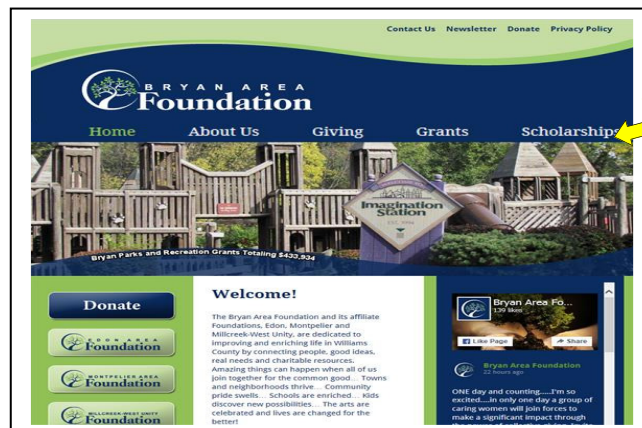 Contact Us Newsletter Donate Privacy Policy
BRYAN AREA
Foundation
Home About Us Giving Grants Scholarships
Imagination
Station
EST. 1994
Bryan Parks and Recreation Grants Totaling $433,934
Donate
EDON AREA
Foundation
MONTPELIER AREA
Foundation
MILLCREEK-WEST UNITY
Foundation
Welcome!
The Bryan Area Foundation and its affiliate
Foundations, Edon, Montpelier and
Millcreek-West Unity, are dedicated to
improving and enriching life in Williams
County by connecting people, good ideas,
real needs and charitable resources.
Amazing things can happen when all of us
join together for the common good... Towns
and neighborhoods thrive... Community
pride swells... Schools are enriched... Kids
discover new possibilities... The arts are
celebrated and lives are changed for the
better!
Bryan Area Fo...
139 likes
Like Page Share
Bryan Area Foundation
22 hours ago
ONE day and counting.....I'm so
excited....in only one day a group of
caring women will join forces to
make a significant impact through